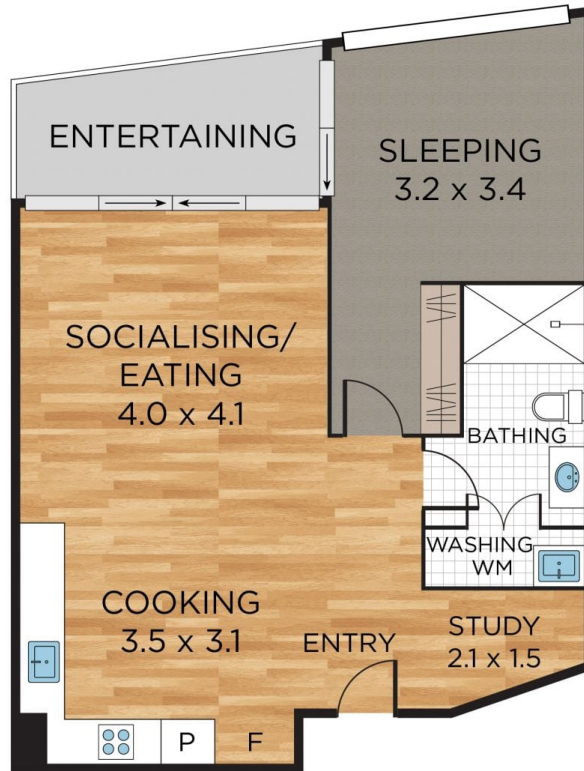 ENTERTAINING
SLEEPING
3.2 x 3.4
SOCIALISING/
EATING
4.0 x 4.1
BATHING
WASHING
WM
COOKING
3.5 x 3.1
ENTRY
STUDY
2.1 x 1.5
P
F